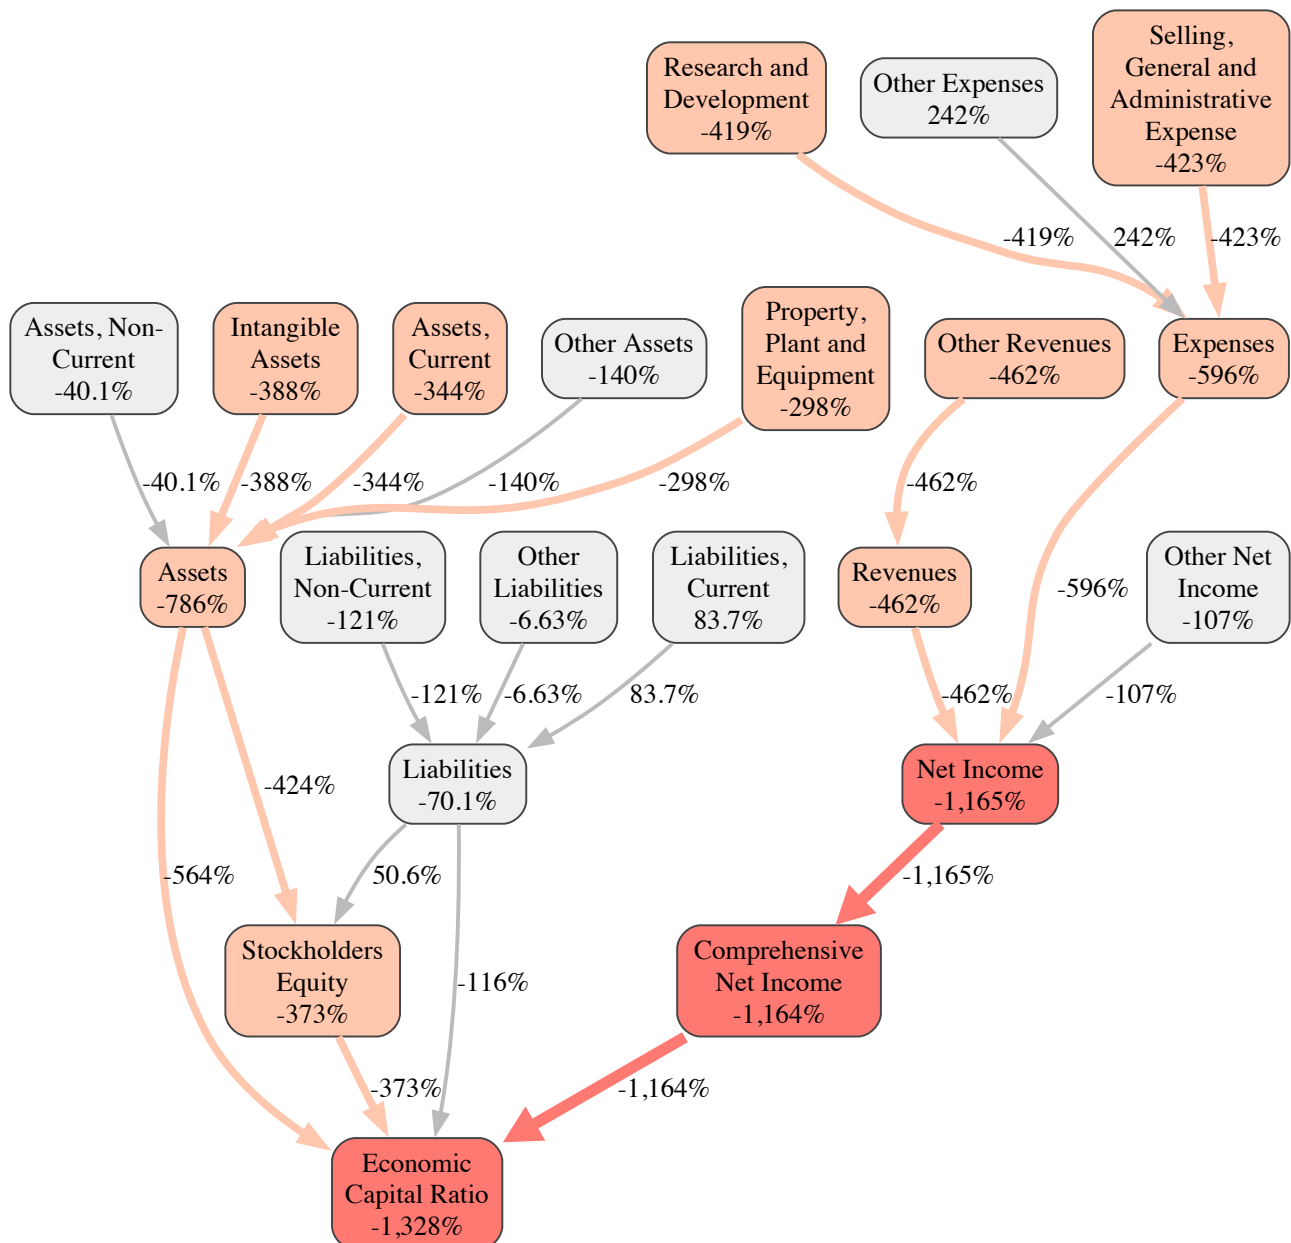 Research and
Development
-419%
Other Expenses
242%
Selling,
General and
Administrative
Expense
-423%
-419%
242%
-423%
Assets, Non-
Current
-40.1%
Intangible
Assets
-388%
Assets,
Current
-344%
Other Assets
-140%
Property,
Plant and
Equipment
-298%
Other Revenues
-462%
Expenses
-596%
-40.1%
-388%
-344%
-140%
-298%
-462%
Assets
-786%
Liabilities,
Non-Current
-121%
Other
Liabilities
-6.63%
Liabilities,
Current
83.7%
Revenues
-462%
-596%
Other Net
Income
-107%
-121%
-6.63%
83.7%
-462%
-107%
-424%
Liabilities
-70.1%
Net Income
-1,165%
-564%
50.6%
-1,165%
Stockholders
Equity
-373%
-116%
Comprehensive
Net Income
-1,164%
-373%
-1,164%
Economic
Capital Ratio
-1,328%